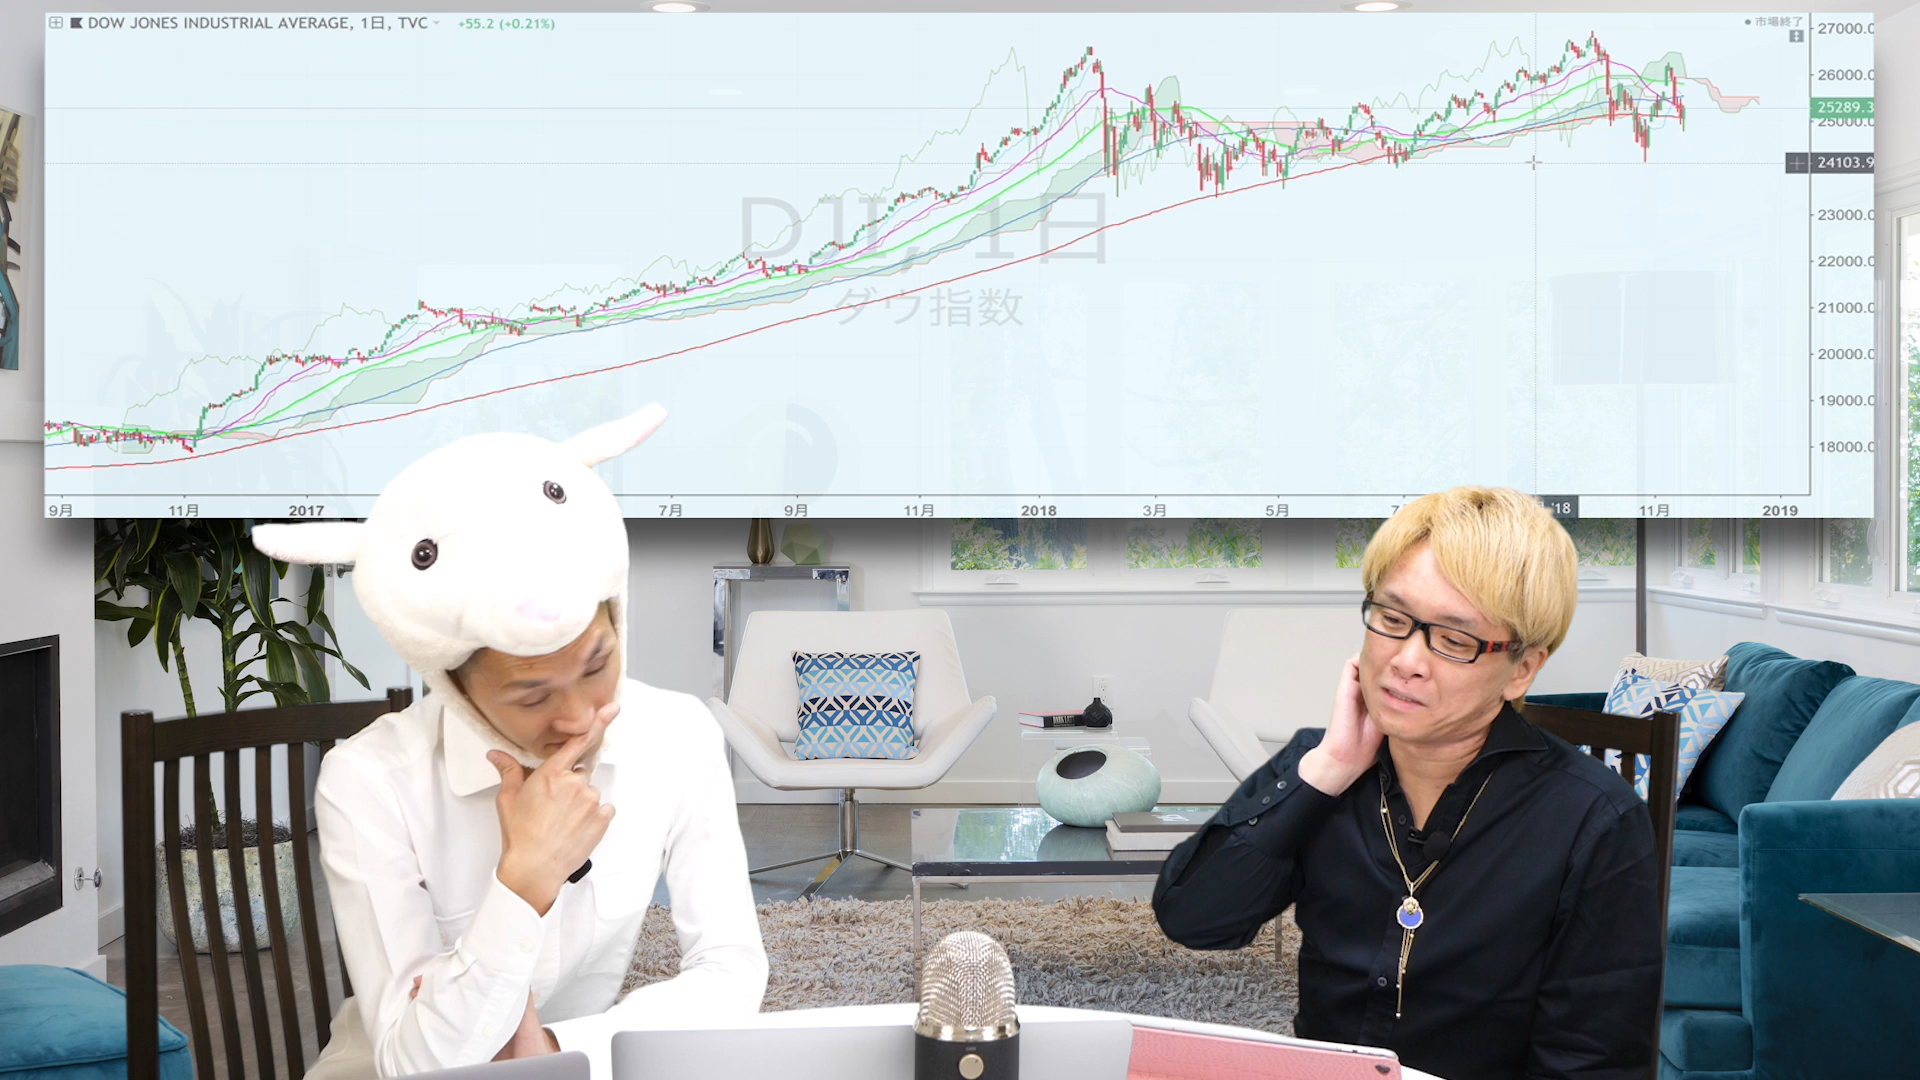 DOW JONES INDUSTRIAL AVERAGE, 1日, TVC
+55.2 (+0.21%)
市場終了
27000.0
26000.0
25289.3
25000.0
24103.9
23000.0
22000.0
21000.0
20000.0
19000.0
18000.0
DJI, 1日
ダウ指数
9月
11月
2017
7月
9月
11月
2018
3月
5月
'18
11月
2019